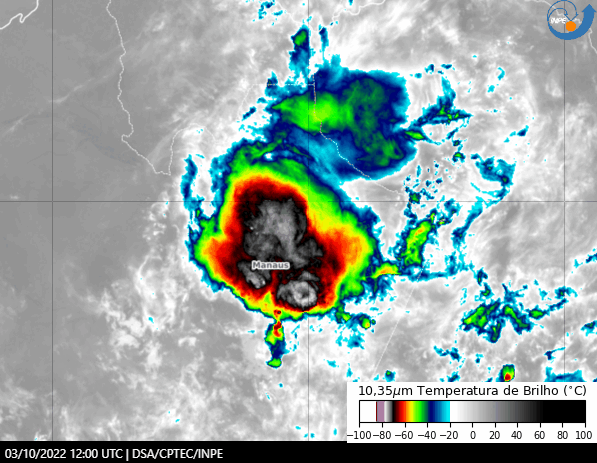 INPE
Manaus
10,35µm Temperatura de Brilho (°C)
−100 −80 −60 −40 −20 0 20 40 60 80 100
03/10/2022 12:00 UTC | DSA/CPTEC/INPE